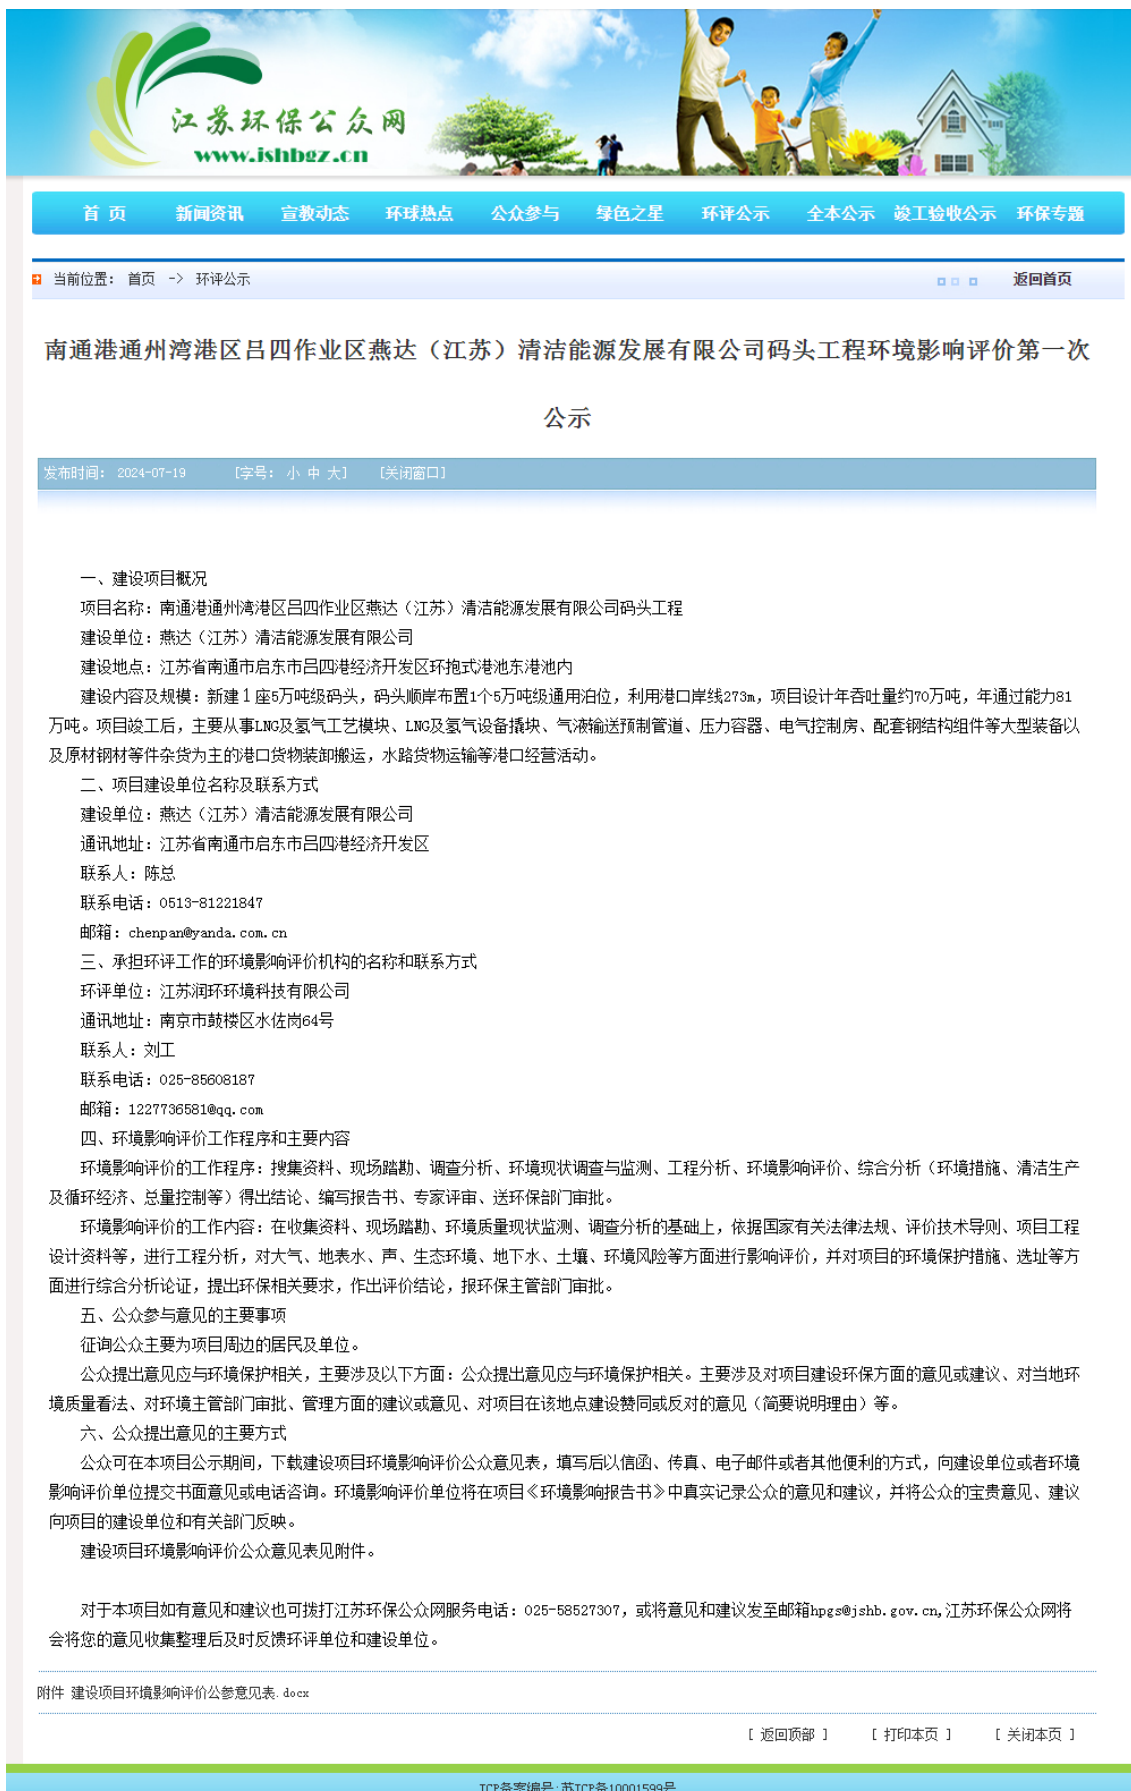 江苏环保公众网
www.jshbgz.cn
首 页 新闻资讯 宣教动态 环球热点 公众参与 绿色之星 环评公示 全本公示 竣工验收公示 环保专题
当前位置： 首页 -> 环评公示 返回首页
南通港通州湾港区吕四作业区燕达（江苏）清洁能源发展有限公司码头工程环境影响评价第一次
公示
发布时间： 2024-07-19 [字号： 小 中 大] [关闭窗口]
一、建设项目概况
项目名称：南通港通州湾港区吕四作业区燕达（江苏）清洁能源发展有限公司码头工程
建设单位：燕达（江苏）清洁能源发展有限公司
建设地点：江苏省南通市启东市吕四港经济开发区环抱式港池东港池内
建设内容及规模：新建１座5万吨级码头，码头顺岸布置1个5万吨级通用泊位，利用港口岸线273m，项目设计年吞吐量约70万吨，年通过能力81
万吨。项目竣工后，主要从事LNG及氢气工艺模块、LNG及氢气设备撬块、气液输送预制管道、压力容器、电气控制房、配套钢结构组件等大型装备以
及原材钢材等件杂货为主的港口货物装卸搬运，水路货物运输等港口经营活动。
二、项目建设单位名称及联系方式
建设单位：燕达（江苏）清洁能源发展有限公司
通讯地址：江苏省南通市启东市吕四港经济开发区
联系人：陈总
联系电话：0513-81221847
邮箱：chenpan@yanda.com.cn
三、承担环评工作的环境影响评价机构的名称和联系方式
环评单位：江苏润环环境科技有限公司
通讯地址：南京市鼓楼区水佐岗64号
联系人：刘工
联系电话：025-85608187
邮箱：1227736581@qq.com
四、环境影响评价工作程序和主要内容
环境影响评价的工作程序：搜集资料、现场踏勘、调查分析、环境现状调查与监测、工程分析、环境影响评价、综合分析（环境措施、清洁生产
及循环经济、总量控制等）得出结论、编写报告书、专家评审、送环保部门审批。
环境影响评价的工作内容：在收集资料、现场踏勘、环境质量现状监测、调查分析的基础上，依据国家有关法律法规、评价技术导则、项目工程
设计资料等，进行工程分析，对大气、地表水、声、生态环境、地下水、土壤、环境风险等方面进行影响评价，并对项目的环境保护措施、选址等方
面进行综合分析论证，提出环保相关要求，作出评价结论，报环保主管部门审批。
五、公众参与意见的主要事项
征询公众主要为项目周边的居民及单位。
公众提出意见应与环境保护相关，主要涉及以下方面：公众提出意见应与环境保护相关。主要涉及对项目建设环保方面的意见或建议、对当地环
境质量看法、对环境主管部门审批、管理方面的建议或意见、对项目在该地点建设赞同或反对的意见（简要说明理由）等。
六、公众提出意见的主要方式
公众可在本项目公示期间，下载建设项目环境影响评价公众意见表，填写后以信函、传真、电子邮件或者其他便利的方式，向建设单位或者环境
影响评价单位提交书面意见或电话咨询。环境影响评价单位将在项目《环境影响报告书》中真实记录公众的意见和建议，并将公众的宝贵意见、建议
向项目的建设单位和有关部门反映。
建设项目环境影响评价公众意见表见附件。
对于本项目如有意见和建议也可拨打江苏环保公众网服务电话：025-58527307，或将意见和建议发至邮箱hpgs@jshb.gov.cn,江苏环保公众网将
会将您的意见收集整理后及时反馈环评单位和建设单位。
附件 建设项目环境影响评价公参意见表.docx
[ 返回顶部 ] [ 打印本页 ] [ 关闭本页 ]
ICP备案编号:苏ICP备10001599号